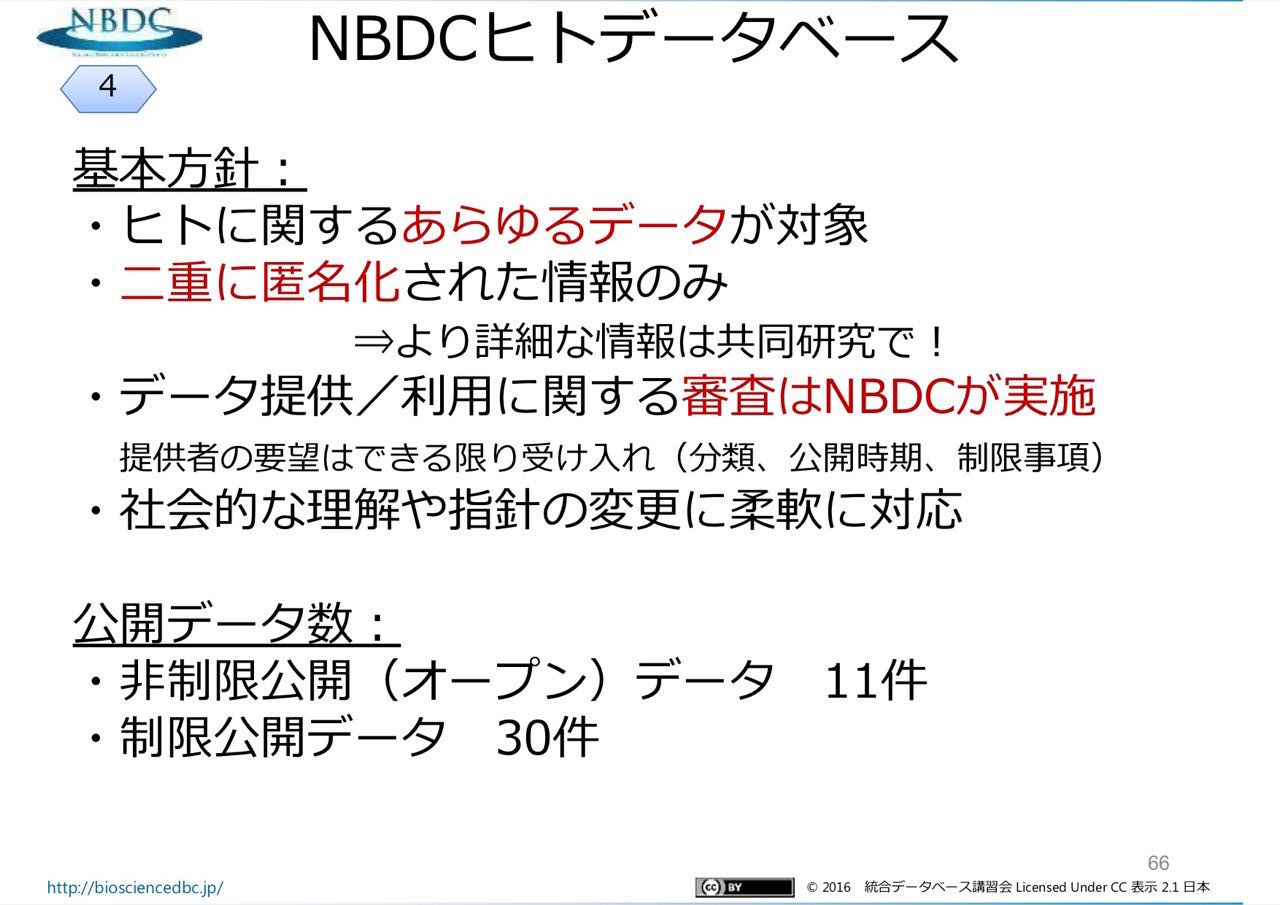 NBDC
NBDCヒトデータベース
4
基本方針：
・ヒトに関するあらゆるデータが対象
・二重に匿名化された情報のみ
⇒より詳細な情報は共同研究で！
・データ提供／利用に関する審査はNBDCが実施
提供者の要望はできる限り受け入れ（分類、公開時期、制限事項）
・社会的な理解や指針の変更に柔軟に対応
公開データ数：
・非制限公開（オープン）データ　11件
・制限公開データ　30件
66
http://biosciencedbc.jp/
cc BY
© 2016　統合データベース講習会 Licensed Under CC 表示 2.1 日本